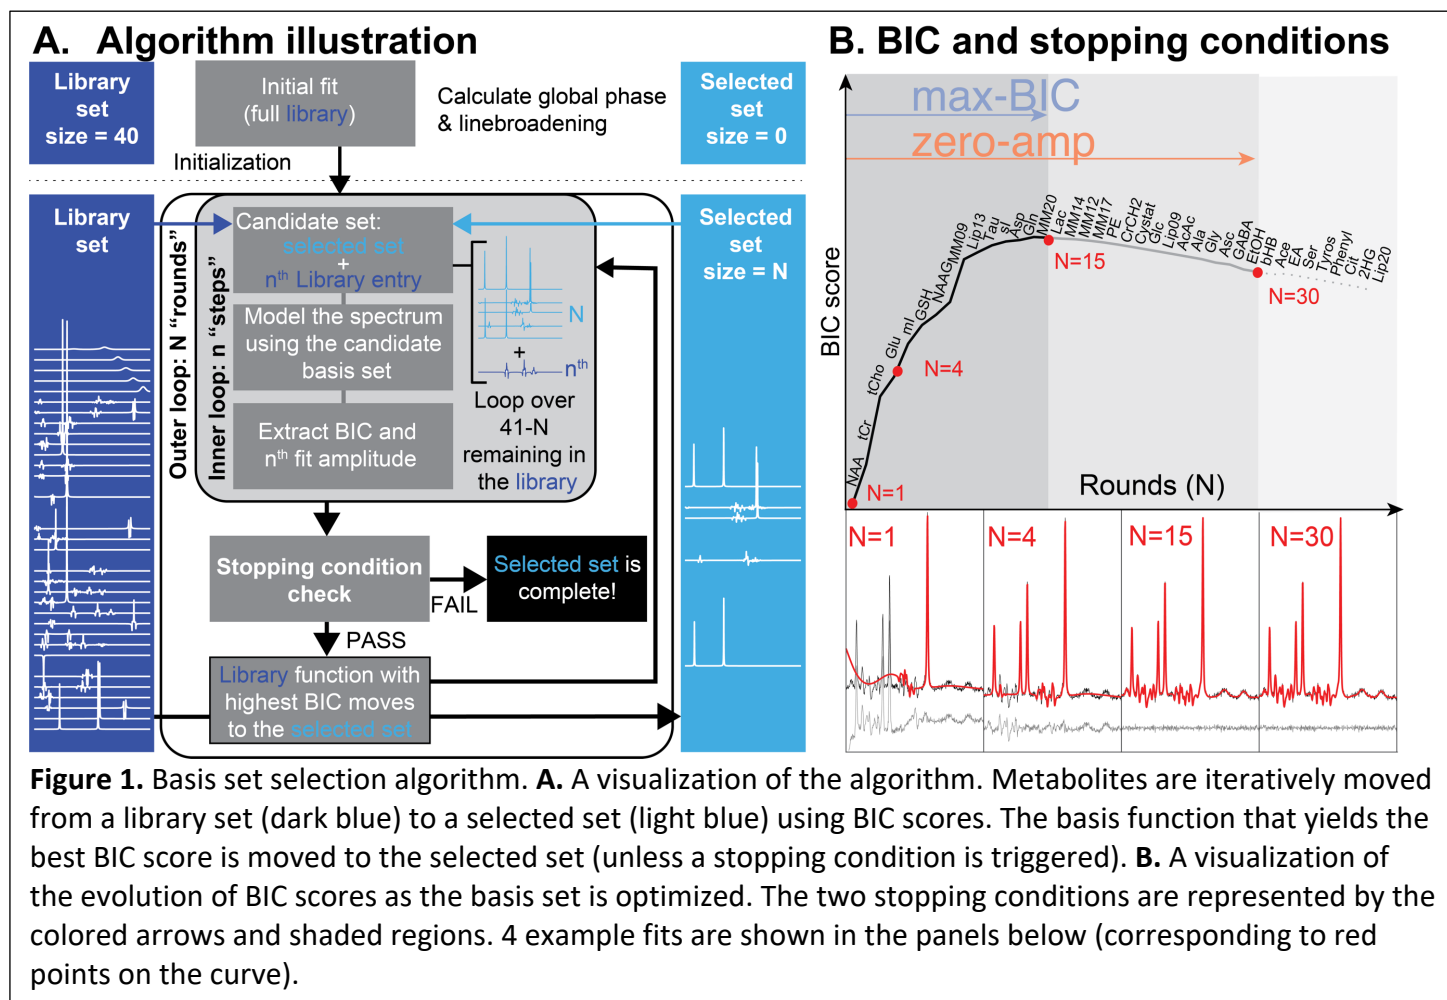 A. Algorithm illustration
Library
set
size = 40
Initial fit
(full library)
Calculate global phase
& linebroadening
Selected
set
size = 0
Initialization
Library
set
Outer loop: N “rounds”
Inner loop: n “steps”
Candidate set:
selected set
+
nth Library entry
Model the spectrum
using the candidate
basis set
Extract BIC and
nth fit amplitude
N
+
nth
Loop over
41-N
remaining in
the library
Selected
set
size = N
Stopping condition
check
FAIL
Selected set is
complete!
PASS
Library function with
highest BIC moves
to the selected set
B. BIC and stopping conditions
max-BIC
zero-amp
BIC score
NAA
tCr
tCho
Glu
mI
GSH
NAAG
MM09
Lip13
Tau
sI
Asp
Gln
MM20
Lac
MM14
MM12
MM17
PE
CrCH2
Cystat
Glc
Lip09
AcAc
Ala
Gly
Asc
GABA
EtOH
bHB
Ace
EA
Ser
Tyros
Phenyl
Cit
2HG
Lip20
N=1
N=4
N=15
N=30
Rounds (N)
N=1
N=4
N=15
N=30
Figure 1. Basis set selection algorithm. A. A visualization of the algorithm. Metabolites are iteratively moved
from a library set (dark blue) to a selected set (light blue) using BIC scores. The basis function that yields the
best BIC score is moved to the selected set (unless a stopping condition is triggered). B. A visualization of
the evolution of BIC scores as the basis set is optimized. The two stopping conditions are represented by the
colored arrows and shaded regions. 4 example fits are shown in the panels below (corresponding to red
points on the curve).